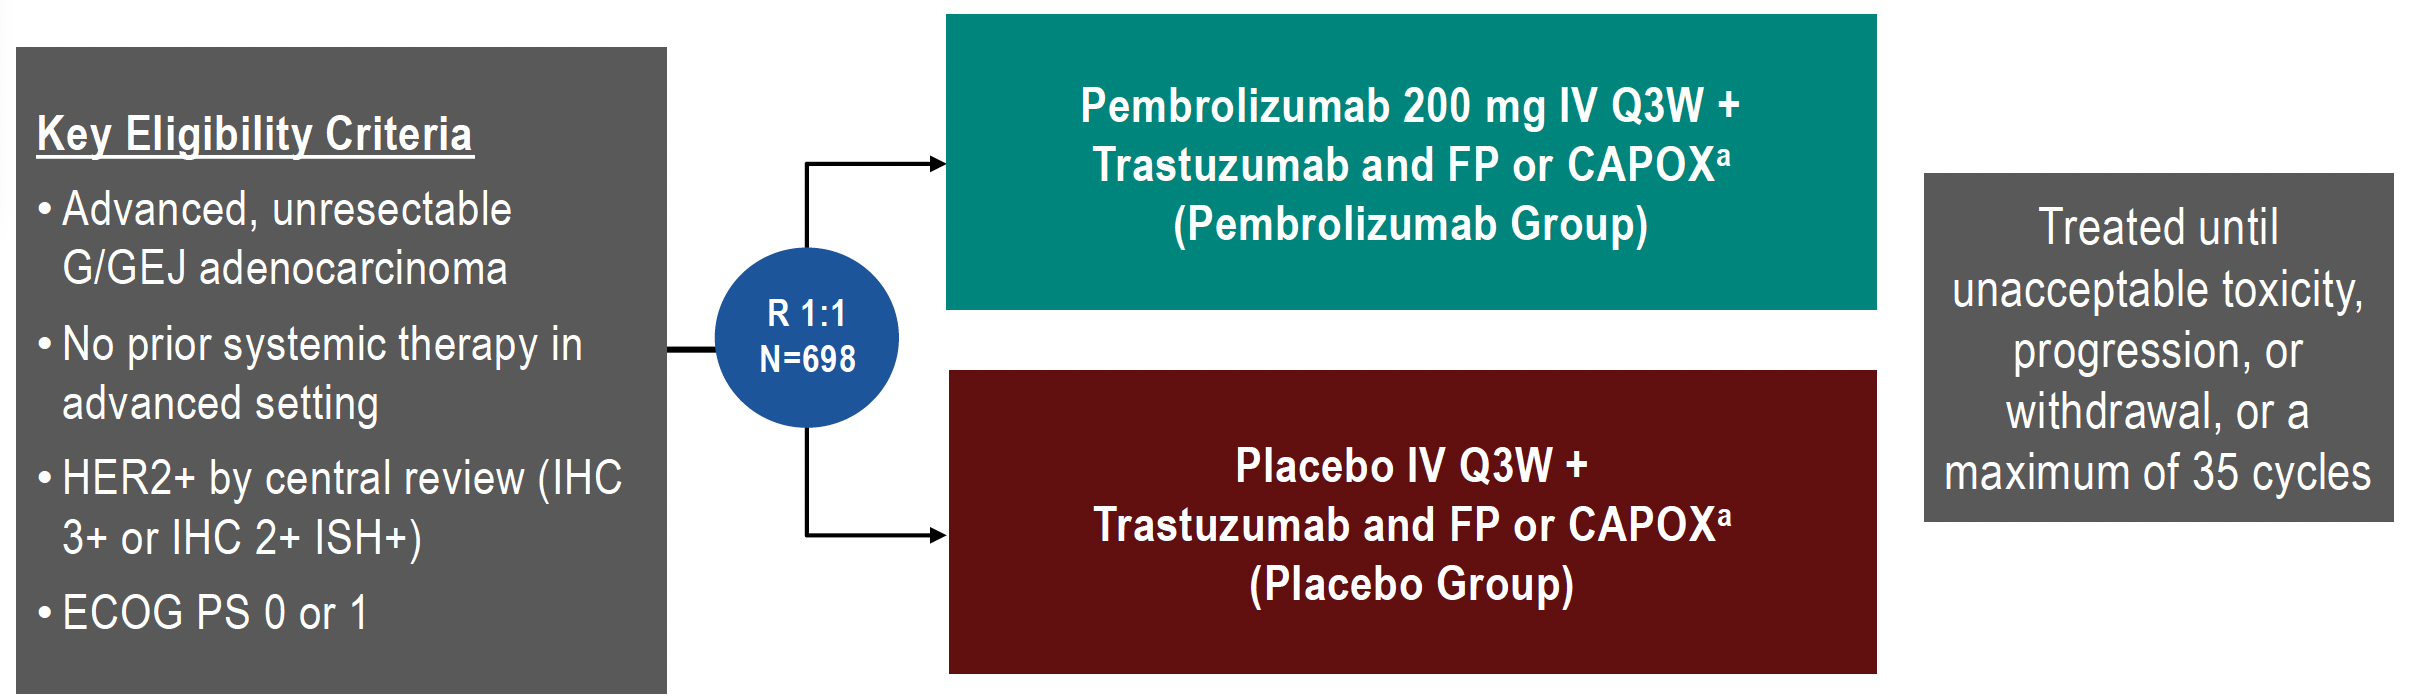 Key Eligibility Criteria
• Advanced, unresectable
G/GEJ adenocarcinoma
• No prior systemic therapy in
advanced setting
• HER2+ by central review (IHC
3+ or IHC 2+ ISH+)
• ECOG PS 0 or 1
R 1:1
N=698
Pembrolizumab 200 mg IV Q3W +
Trastuzumab and FP or CAPOXᵃ
(Pembrolizumab Group)
Placebo IV Q3W +
Trastuzumab and FP or CAPOXᵃ
(Placebo Group)
Treated until
unacceptable toxicity,
progression, or
withdrawal, or a
maximum of 35 cycles